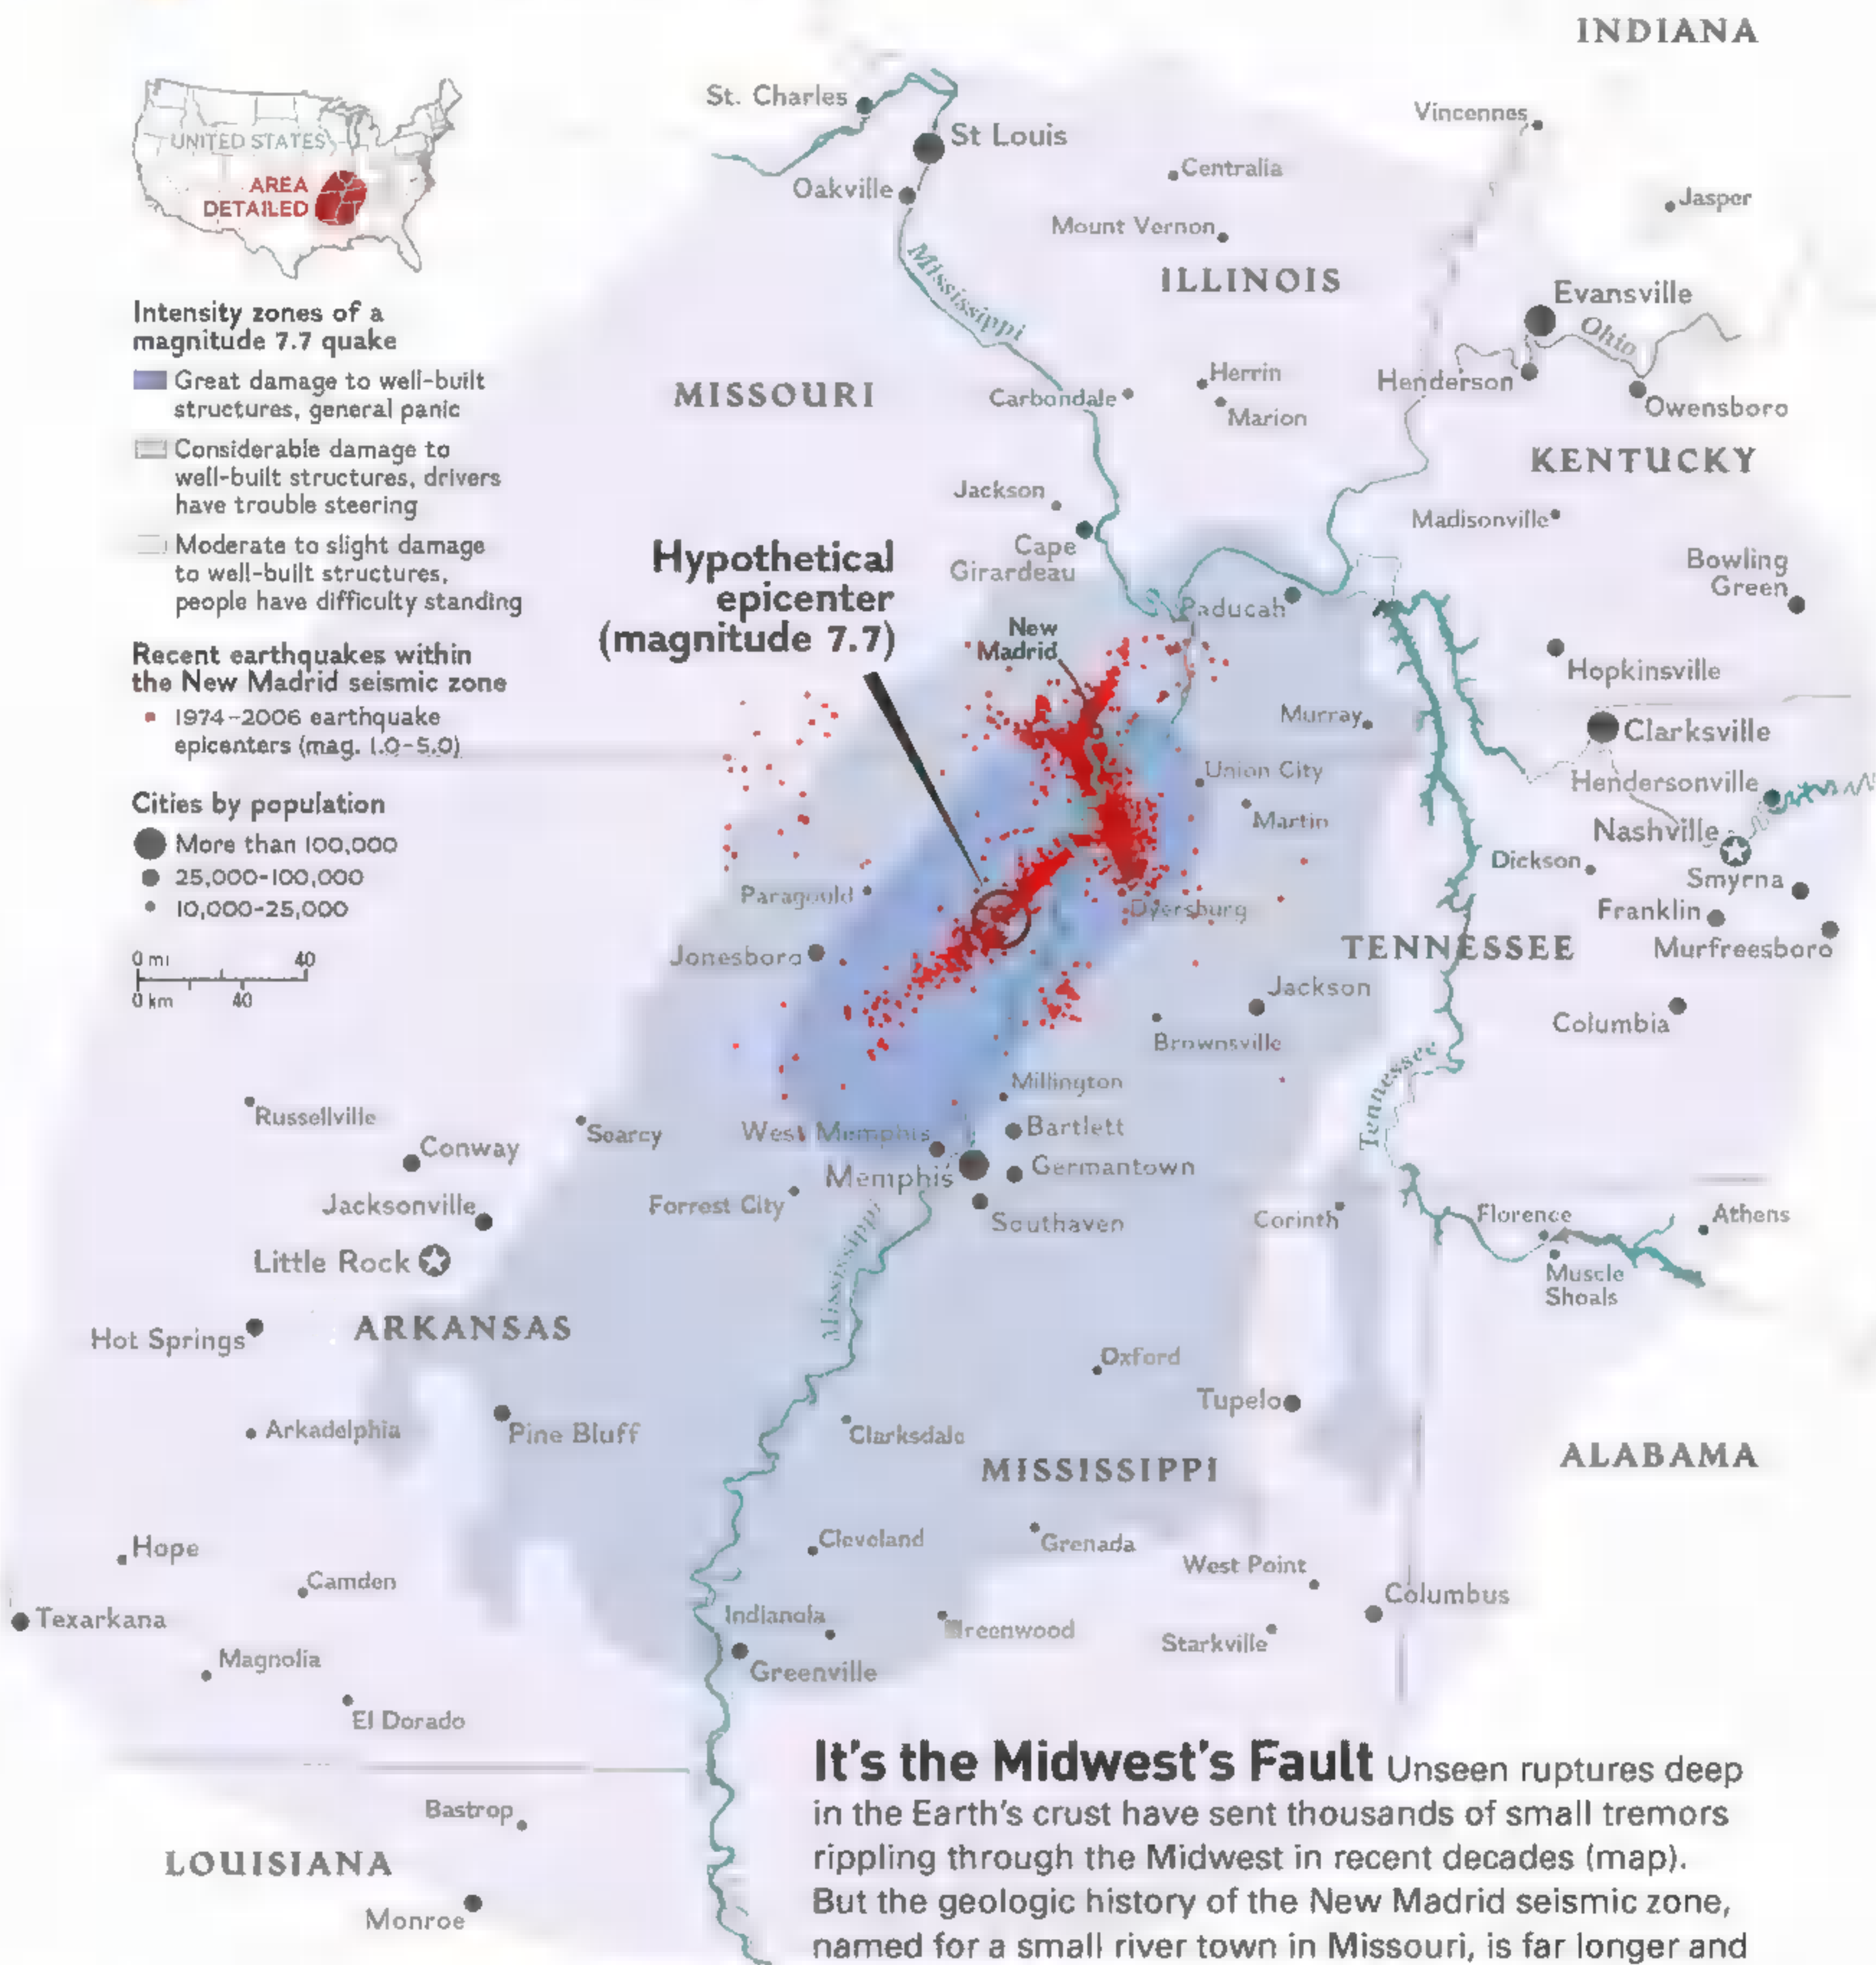 INDIANA
St. Charles
St Louis
Oakville
Vincennes
Centralia
Jasper
Mount Vernon
UNITED STATES
AREA
DETAILED
Mississippi
ILLINOIS
Evansville
Ohio
Intensity zones of a
magnitude 7.7 quake
Great damage to well-built
structures, general panic
Considerable damage to
well-built structures, drivers
have trouble steering
Moderate to slight damage
to well-built structures,
people have difficulty standing
Recent earthquakes within
the New Madrid seismic zone
1974-2006 earthquake
epicenters (mag. 1.0-5.0)
Cities by population
More than 100,000
25,000-100,000
10,000-25,000
0 mi 40
0 km 40
MISSOURI
Carbondale
Herrin
Marion
Henderson
Owensboro
KENTUCKY
Jackson
Cape
Girardeau
Madisonville
Bowling
Green
Hypothetical
epicenter
(magnitude 7.7)
New
Madrid
Paducah
Hopkinsville
Murray
Clarksville
Union City
Hendersonville
Martin
Nashville
Dickson
Smyrna
Paragould
Dyersburg
Franklin
Murfreesboro
Jonesboro
TENNESSEE
Jackson
Columbia
Brownsville
Tennessee
Millington
Russellville
Searcy
West Memphis
Bartlett
Conway
Memphis
Germantown
Jacksonville
Forrest City
Southaven
Corinth
Florence
Athens
Little Rock
Mississippi
Muscle
Shoals
Hot Springs
ARKANSAS
Oxford
Tupelo
Arkadelphia
Pine Bluff
Clarksdale
MISSISSIPPI
ALABAMA
Hope
Cleveland
Grenada
West Point
Camden
Columbus
Texarkana
Indianola
Greenwood
Starkville
Magnolia
Greenville
El Dorado
It's the Midwest's Fault Unseen ruptures deep
in the Earth's crust have sent thousands of small tremors
rippling through the Midwest in recent decades (map).
But the geologic history of the New Madrid seismic zone,
named for a small river town in Missouri, is far longer and
Bastrop
LOUISIANA
Monroe